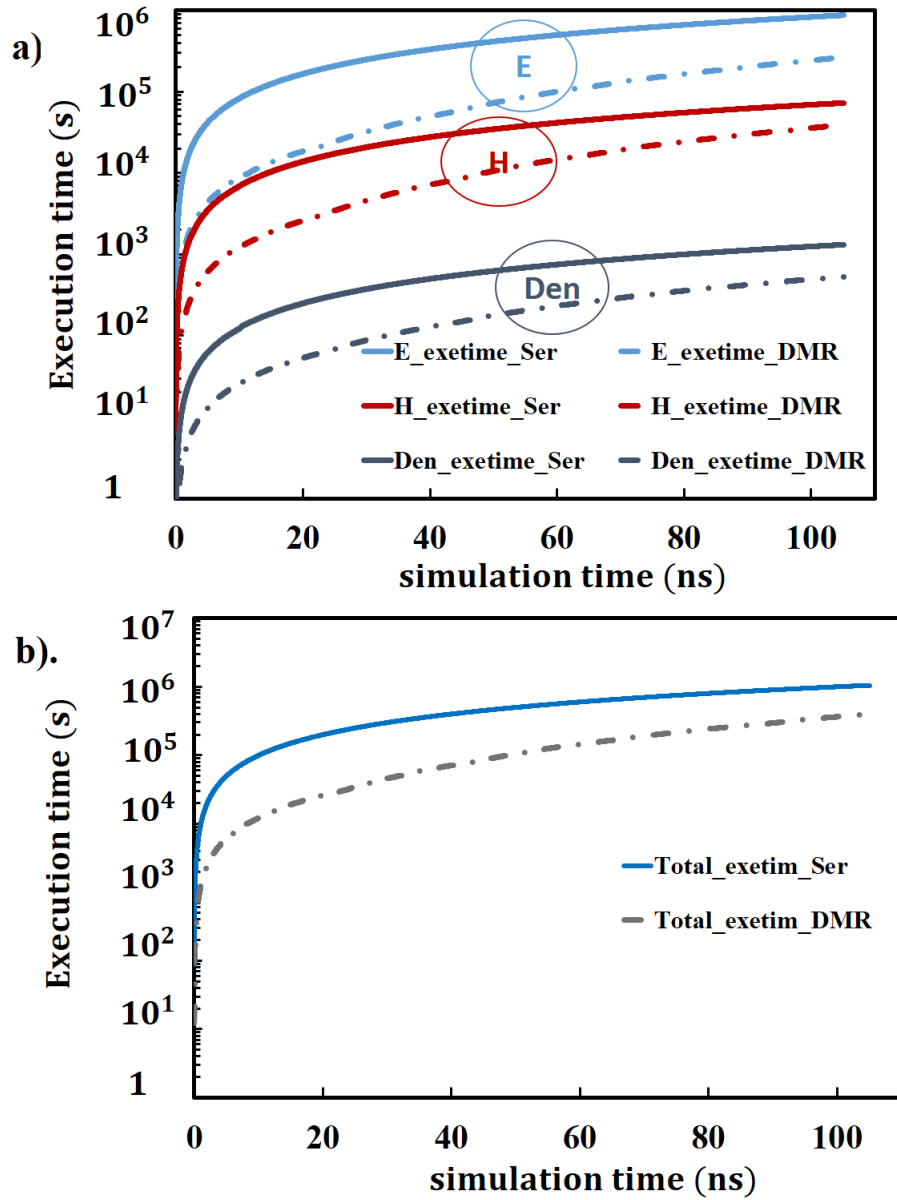 a)
Execution time (s)
10⁶
10⁵
10⁴
10³
10²
10¹
1
E
H
Den
E_exetime_Ser E_exetime_DMR
H_exetime_Ser H_exetime_DMR
Den_exetime_Ser Den_exetime_DMR
0 20 40 60 80 100
simulation time (ns)
b).
Execution time (s)
10⁷
10⁶
10⁵
10⁴
10³
10²
10¹
1
Total_exetim_Ser
Total_exetim_DMR
0 20 40 60 80 100
simulation time (ns)